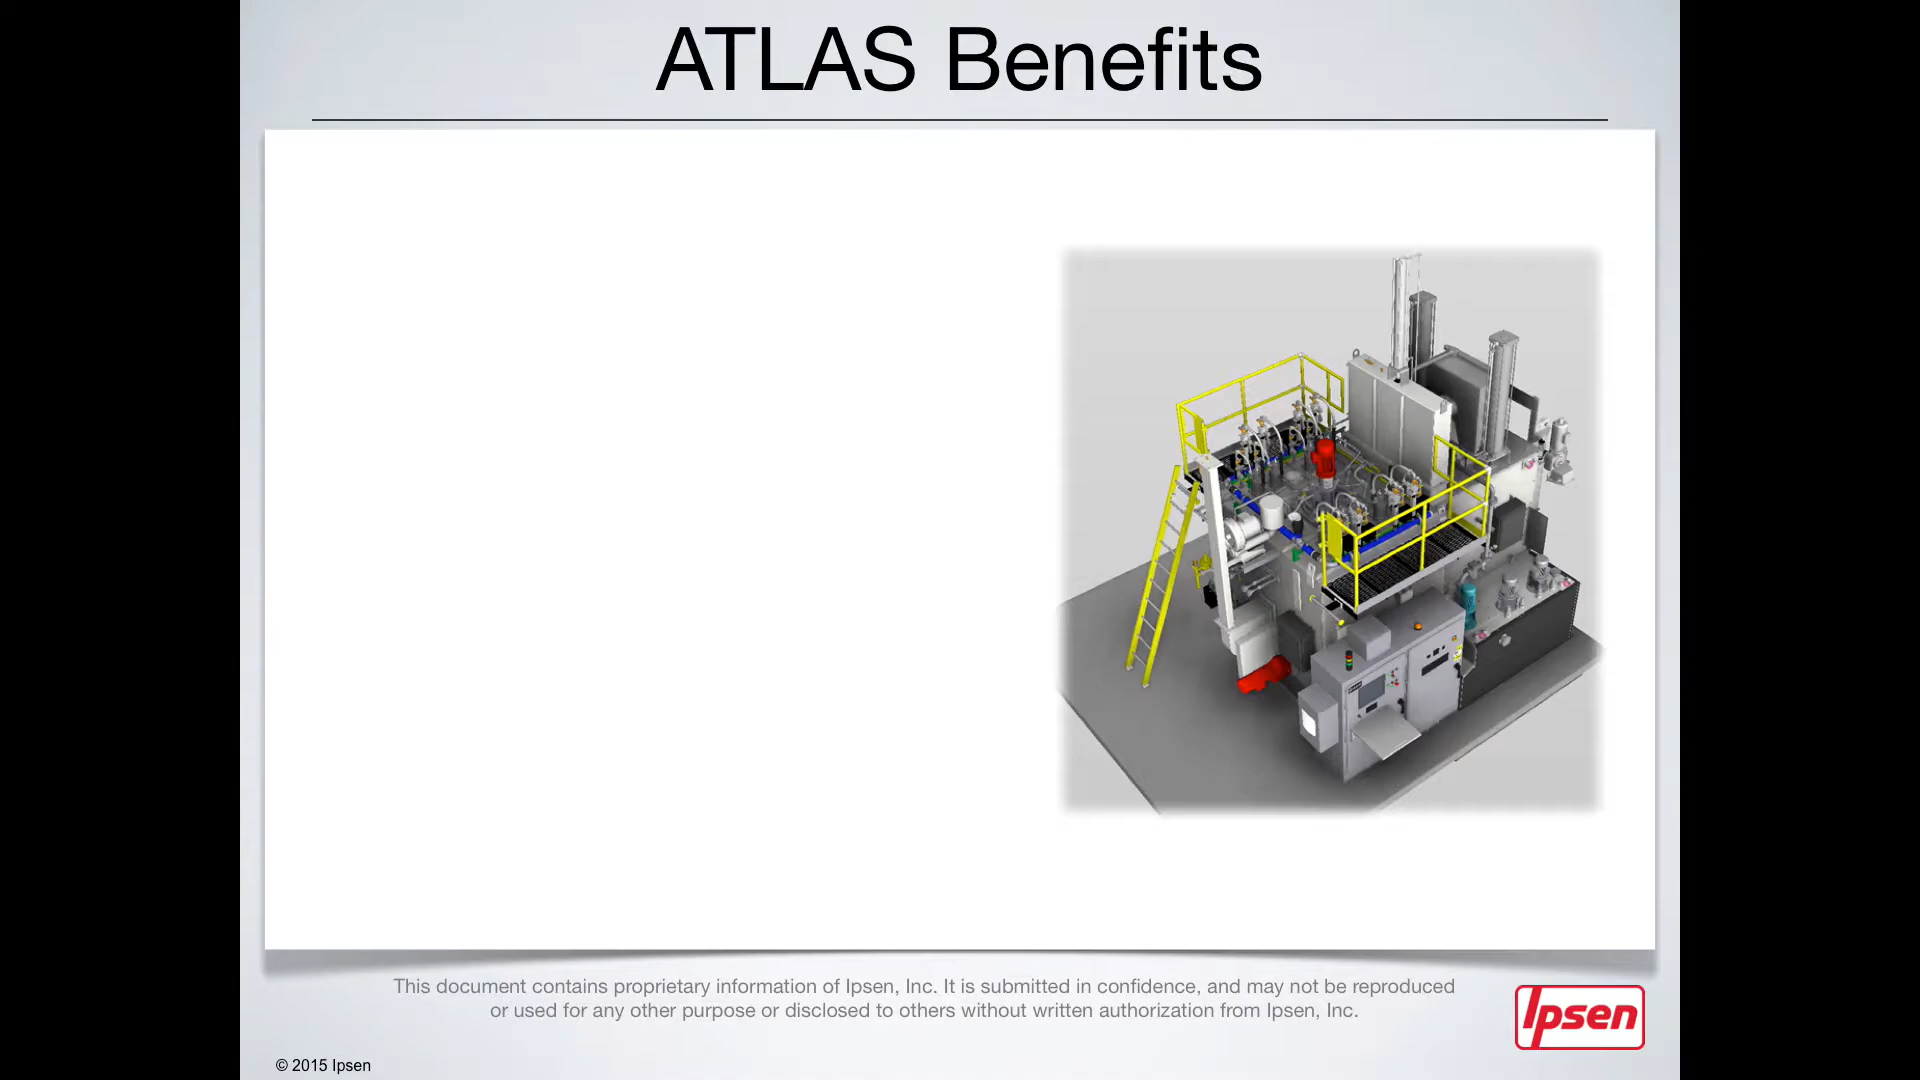 ATLAS Benefits
This document contains proprietary information of Ipsen, Inc. It is submitted in confidence, and may not be reproduced
or used for any other purpose or disclosed to others without written authorization from Ipsen, Inc.
Ipsen
© 2015 Ipsen